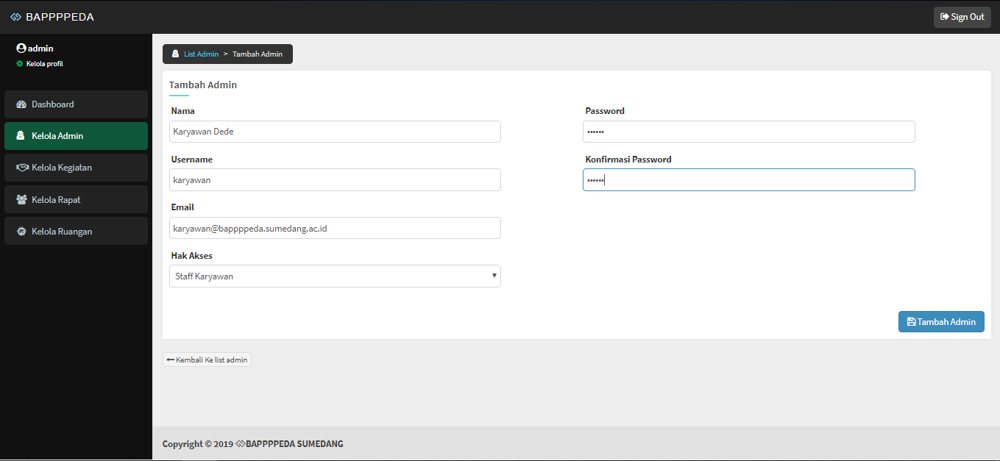 BAPPPPEDA
Sign Out
admin
Kelola profil
Dashboard
Kelola Admin
Kelola Kegiatan
Kelola Rapat
Kelola Ruangan
List Admin > Tambah Admin
Tambah Admin
Nama
Karyawan Dede
Username
karyawan
Email
karyawan@bappppeda.sumedang.ac.id
Hak Akses
Staff Karyawan
Password
••••••
Konfirmasi Password
••••••
Tambah Admin
Kembali Ke list admin
Copyright © 2019 BAPPPPEDA SUMEDANG